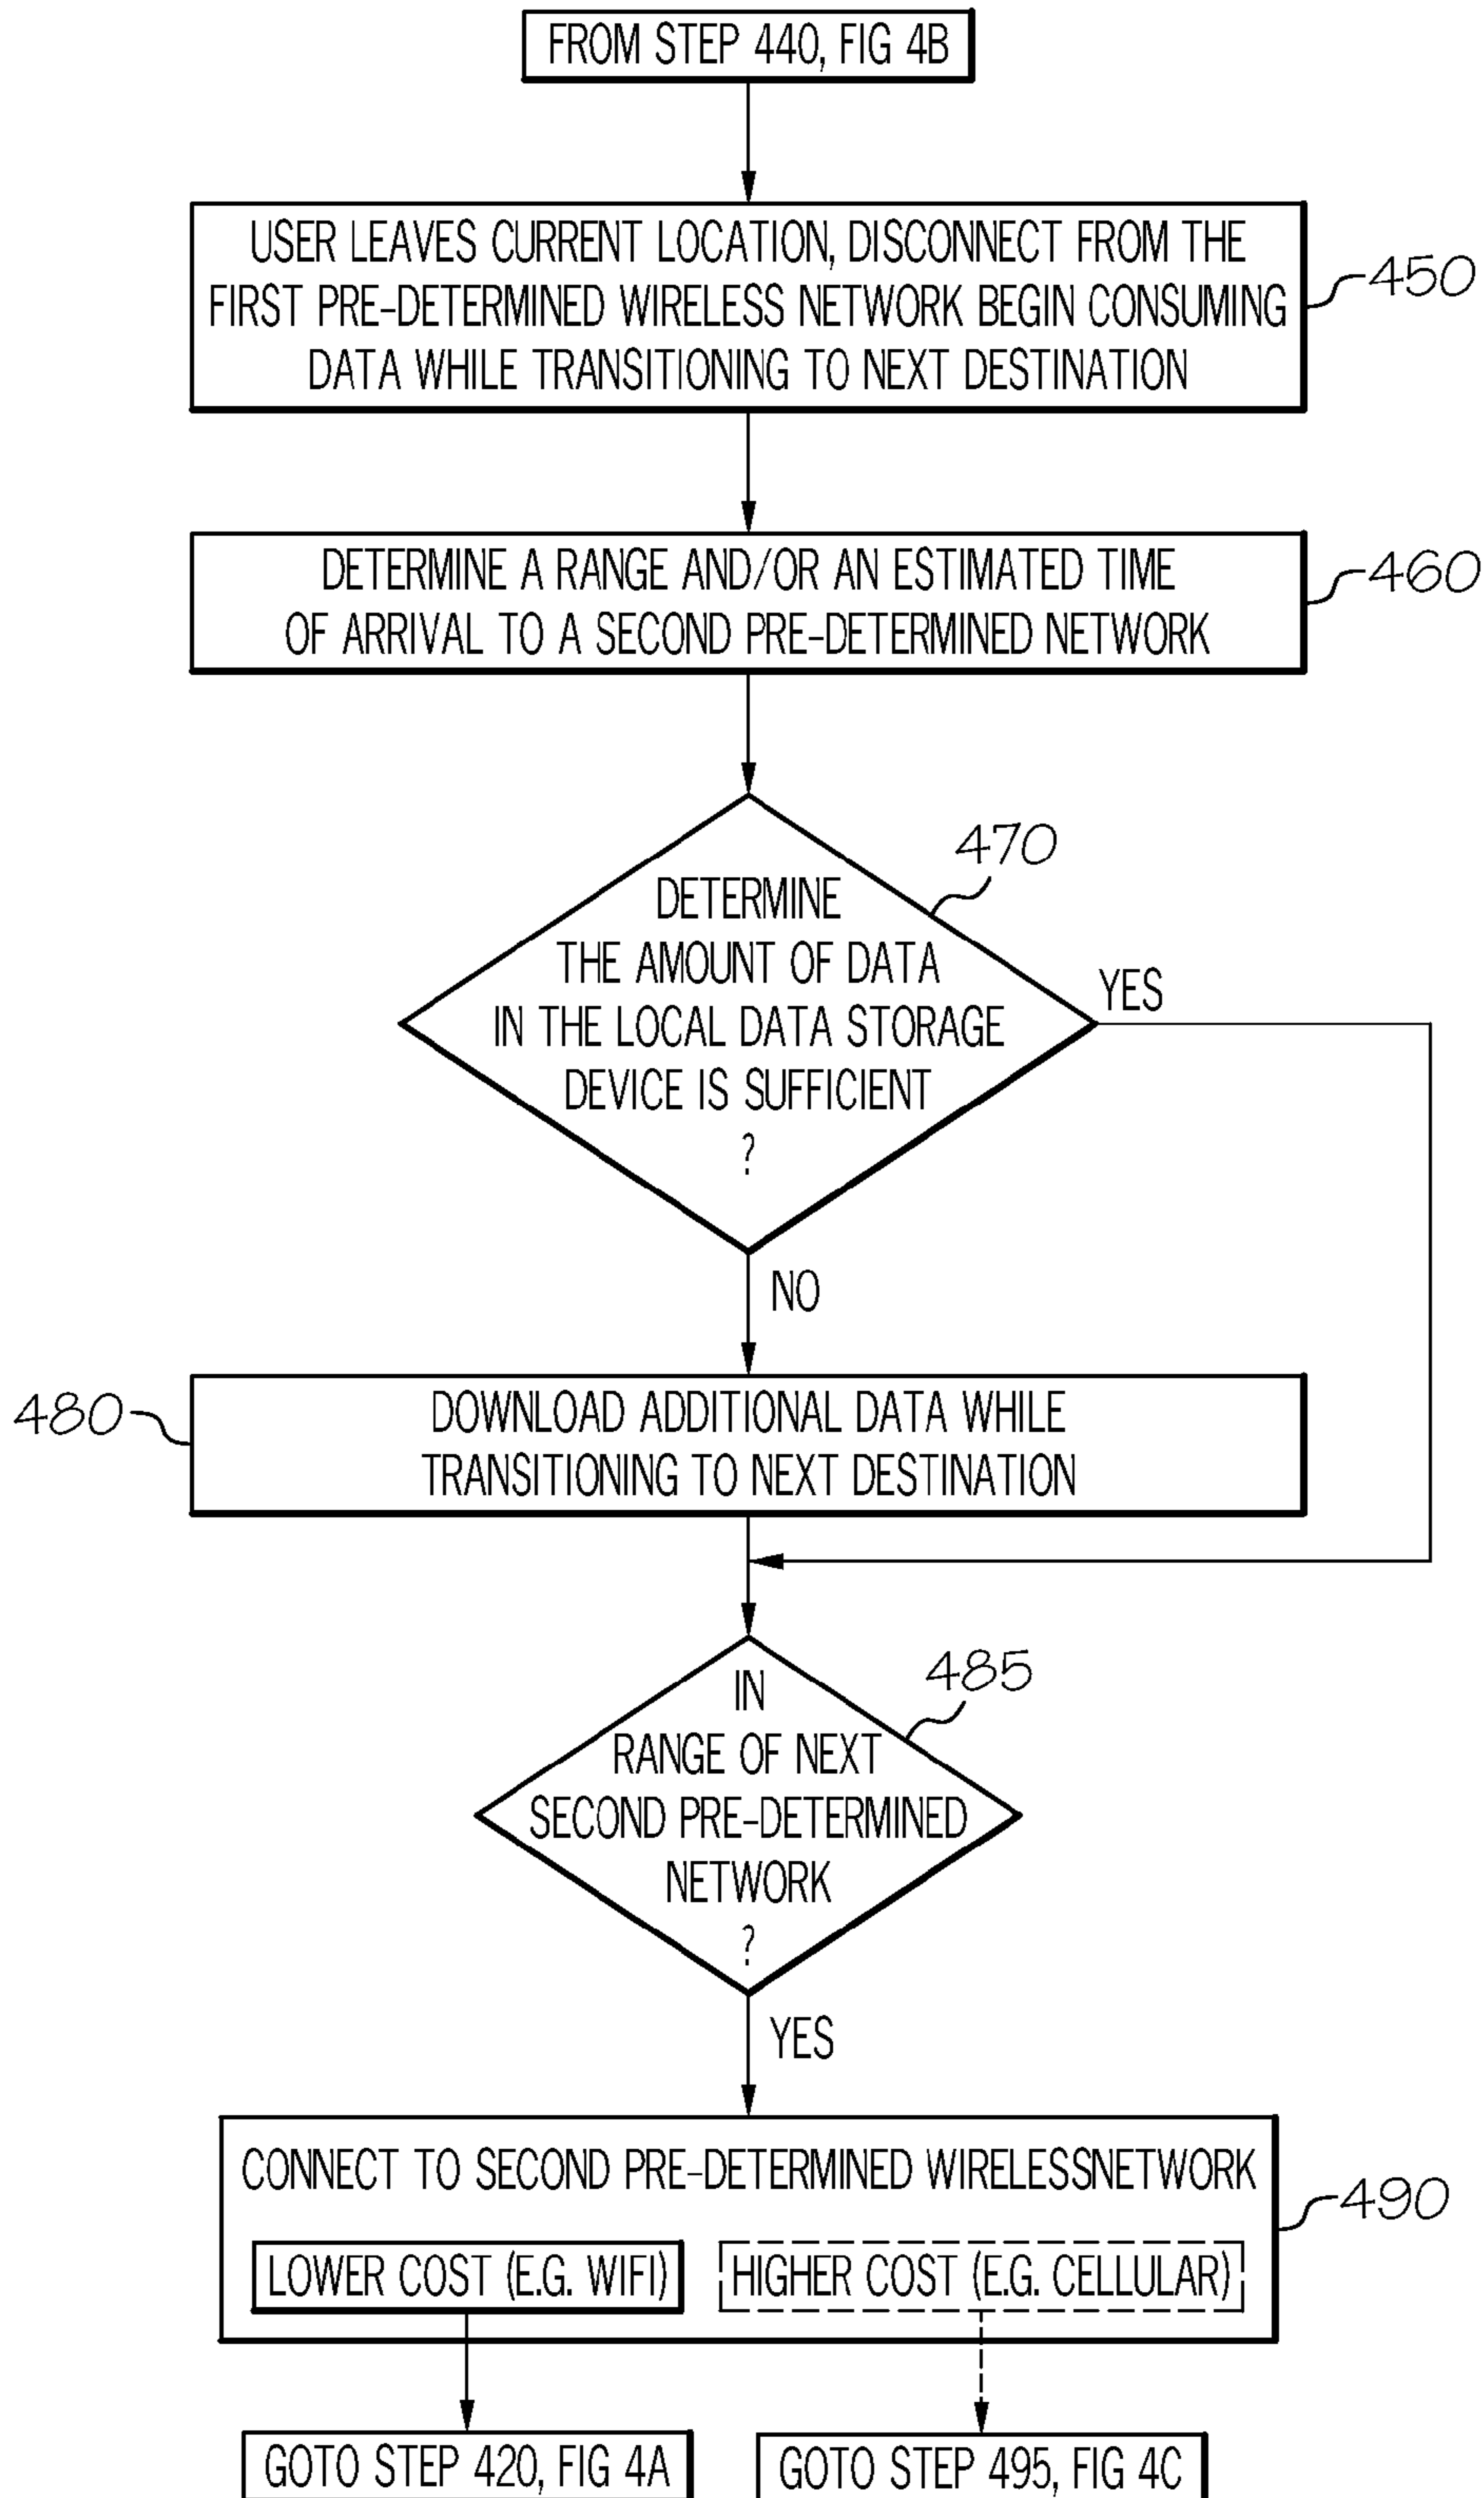 FROM STEP 440, FIG 4B
USER LEAVES CURRENT LOCATION, DISCONNECT FROM THE
FIRST PRE-DETERMINED WIRELESS NETWORK BEGIN CONSUMING
DATA WHILE TRANSITIONING TO NEXT DESTINATION
450
DETERMINE A RANGE AND/OR AN ESTIMATED TIME
OF ARRIVAL TO A SECOND PRE-DETERMINED NETWORK
460
470
DETERMINE
THE AMOUNT OF DATA
IN THE LOCAL DATA STORAGE
DEVICE IS SUFFICIENT
?
YES
NO
480
DOWNLOAD ADDITIONAL DATA WHILE
TRANSITIONING TO NEXT DESTINATION
485
IN
RANGE OF NEXT
SECOND PRE-DETERMINED
NETWORK
?
YES
CONNECT TO SECOND PRE-DETERMINED WIRELESSNETWORK
490
LOWER COST (E.G. WIFI)
HIGHER COST (E.G. CELLULAR)
GOTO STEP 420, FIG 4A
GOTO STEP 495, FIG 4C